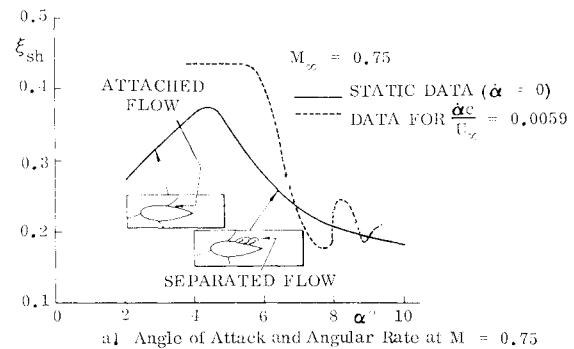 0.5
ξsh
0.4
0.3
0.2
0.1
M∞ = 0.75
ATTACHED
FLOW
STATIC DATA (α̇ = 0)
DATA FOR α̇c/U∞ = 0.0059
SEPARATED FLOW
0 2 4 6 8 10
α°
a) Angle of Attack and Angular Rate at M = 0.75